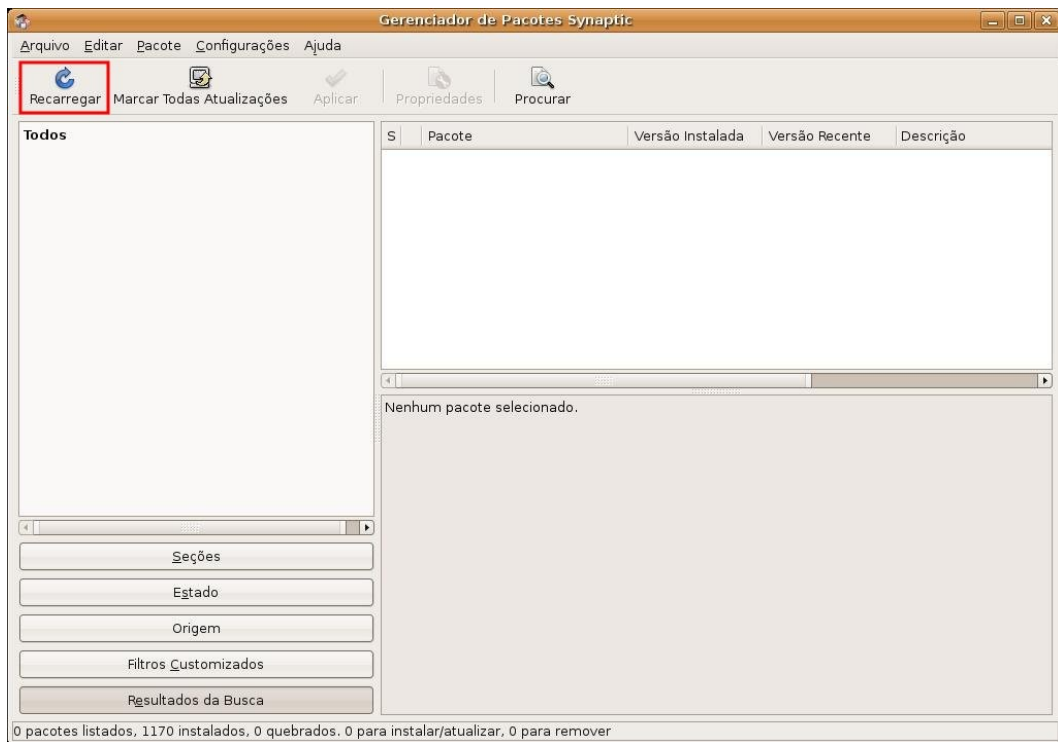 Gerenciador de Pacotes Synaptic
Arquivo Editar Pacote Configurações Ajuda
Recarregar Marcar Todas Atualizações Aplicar Propriedades Procurar
Todos
S Pacote Versão Instalada Versão Recente Descrição
Nenhum pacote selecionado.
Seções
Estado
Origem
Filtros Customizados
Resultados da Busca
0 pacotes listados, 1170 instalados, 0 quebrados. 0 para instalar/atualizar, 0 para remover